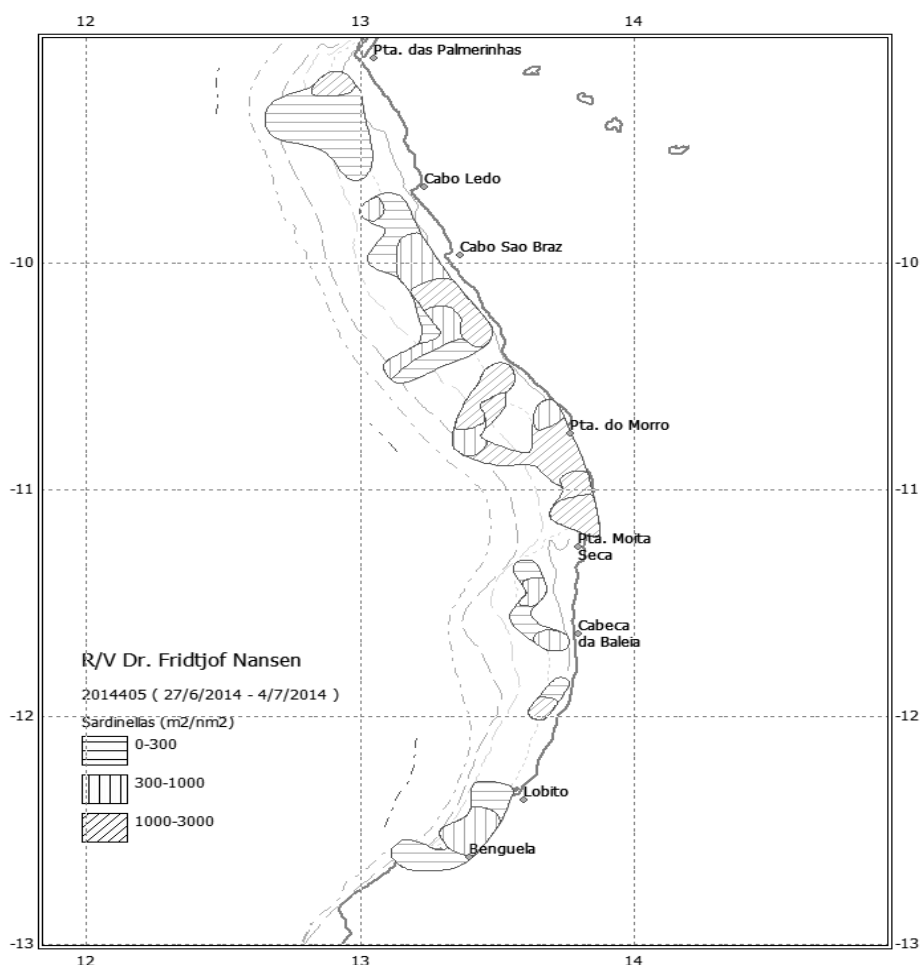 12 13 14
Pta. das Palmerinhas
Cabo Ledo
Cabo Sao Braz
-10 -10
Pta. do Morro
-11 -11
Pta. Moita
Seca
Cabeca
da Baleia
R/V Dr. Fridtjof Nansen
2014405 ( 27/6/2014 - 4/7/2014 )
-12 -12
Sardinellas (m2/nm2)
0-300
300-1000
Lobito
1000-3000
Benguela
-13 -13
12 13 14